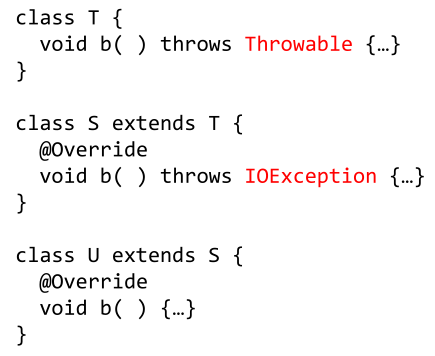 class T {
  void b( ) throws Throwable {…}
}

class S extends T {
  @Override
  void b( ) throws IOException {…}
}

class U extends S {
  @Override
  void b( ) {…}
}